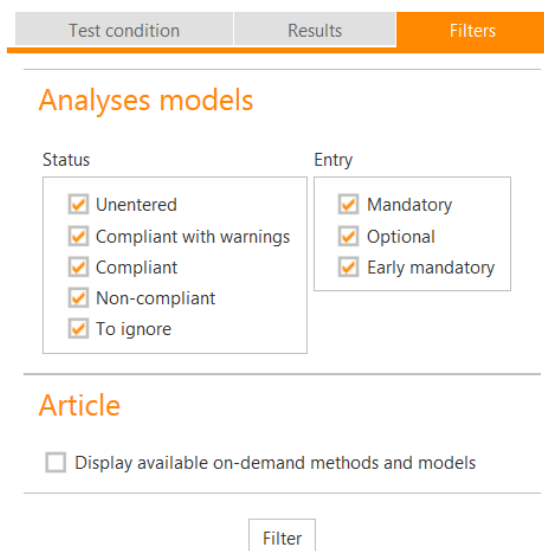 Test condition Results Filters
Analyses models
Status Entry
Unentered Mandatory
Compliant with warnings Optional
Compliant Early mandatory
Non-compliant
To ignore
Article
Display available on-demand methods and models
Filter